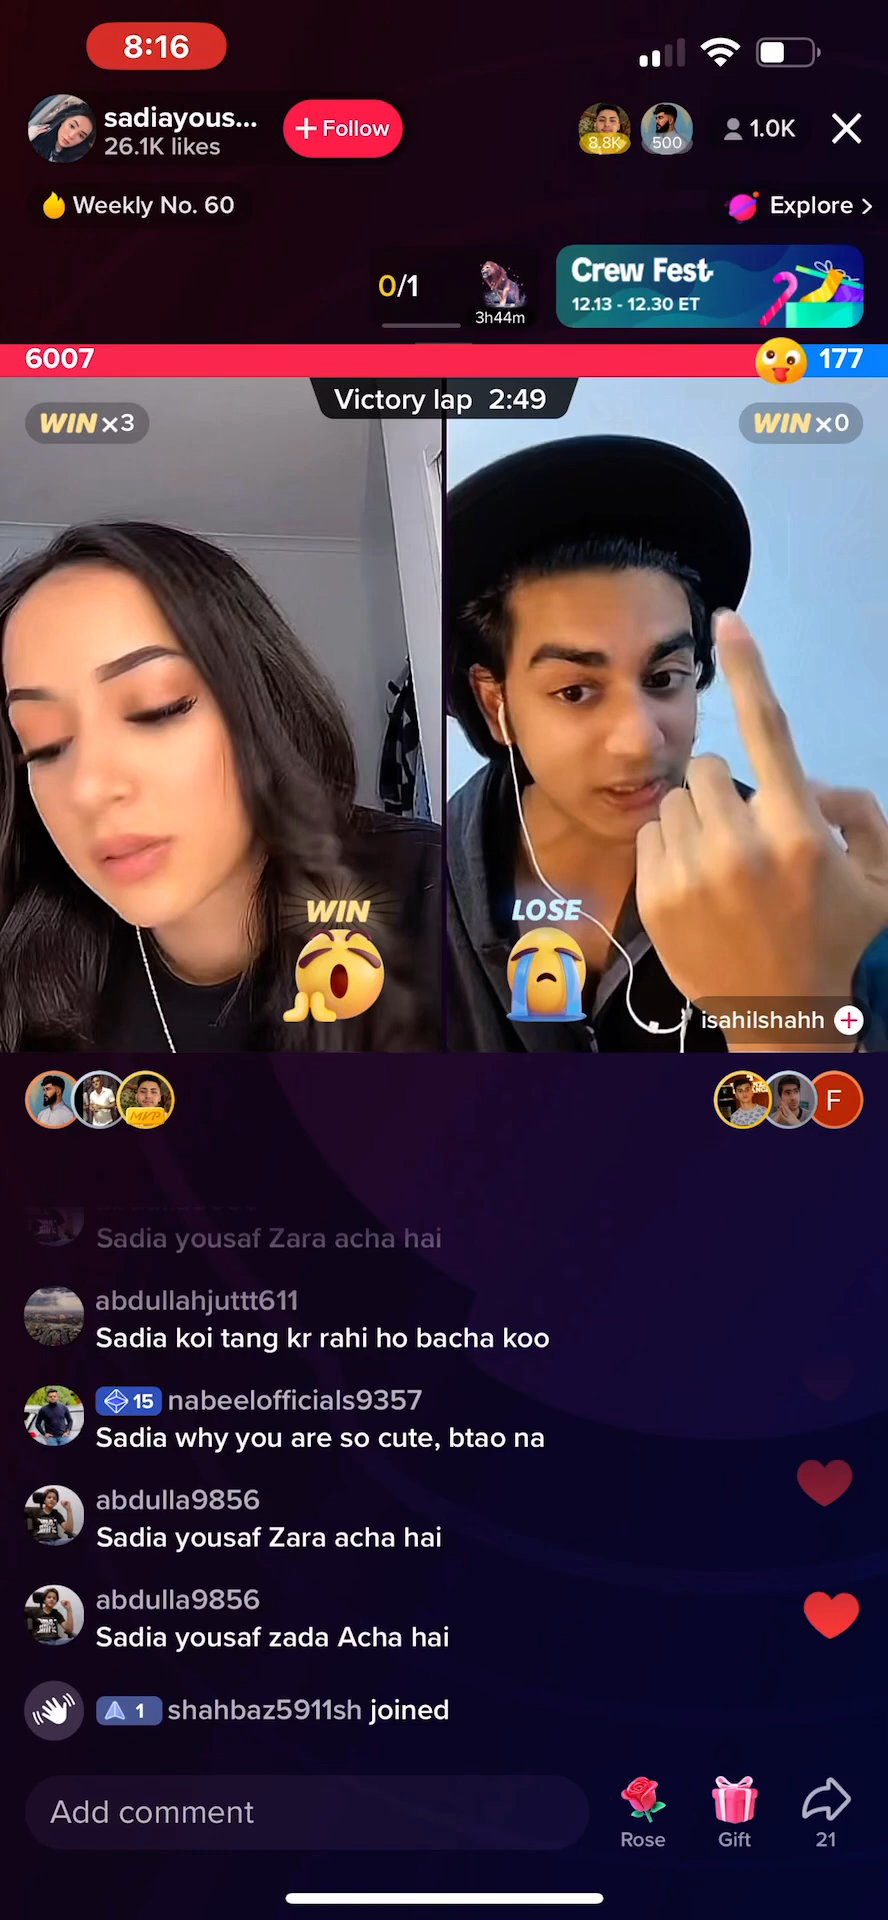 8:16
sadiayous...
26.1K likes
+ Follow
8.8K
500
1.0K
Weekly No. 60
Explore >
0/1
3h44m
Crew Fest
12.13 - 12.30 ET
6007
177
Victory lap 2:49
WIN x3
WIN x0
WIN
LOSE
isahilshahh
MVP
F
Sadia yousaf Zara acha hai
abdullahjuttt611
Sadia koi tang kr rahi ho bacha koo
15 nabeelofficials9357
Sadia why you are so cute, btao na
abdulla9856
Sadia yousaf Zara acha hai
abdulla9856
Sadia yousaf zada Acha hai
1 shahbaz5911sh joined
Add comment
Rose
Gift
21